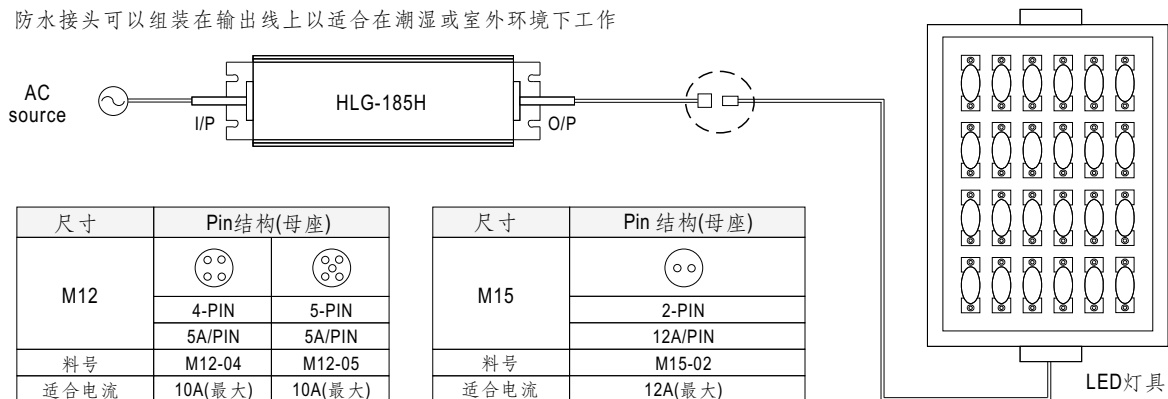 防水接头可以组装在输出线上以适合在潮湿或室外环境下工作
AC
source
I/P
HLG-185H
O/P
尺寸 Pin结构(母座)
M12
4-PIN 5-PIN
5A/PIN 5A/PIN
料号 M12-04 M12-05
适合电流 10A(最大) 10A(最大)
尺寸 Pin 结构(母座)
M15
2-PIN
12A/PIN
料号 M15-02
适合电流 12A(最大)
LED灯具